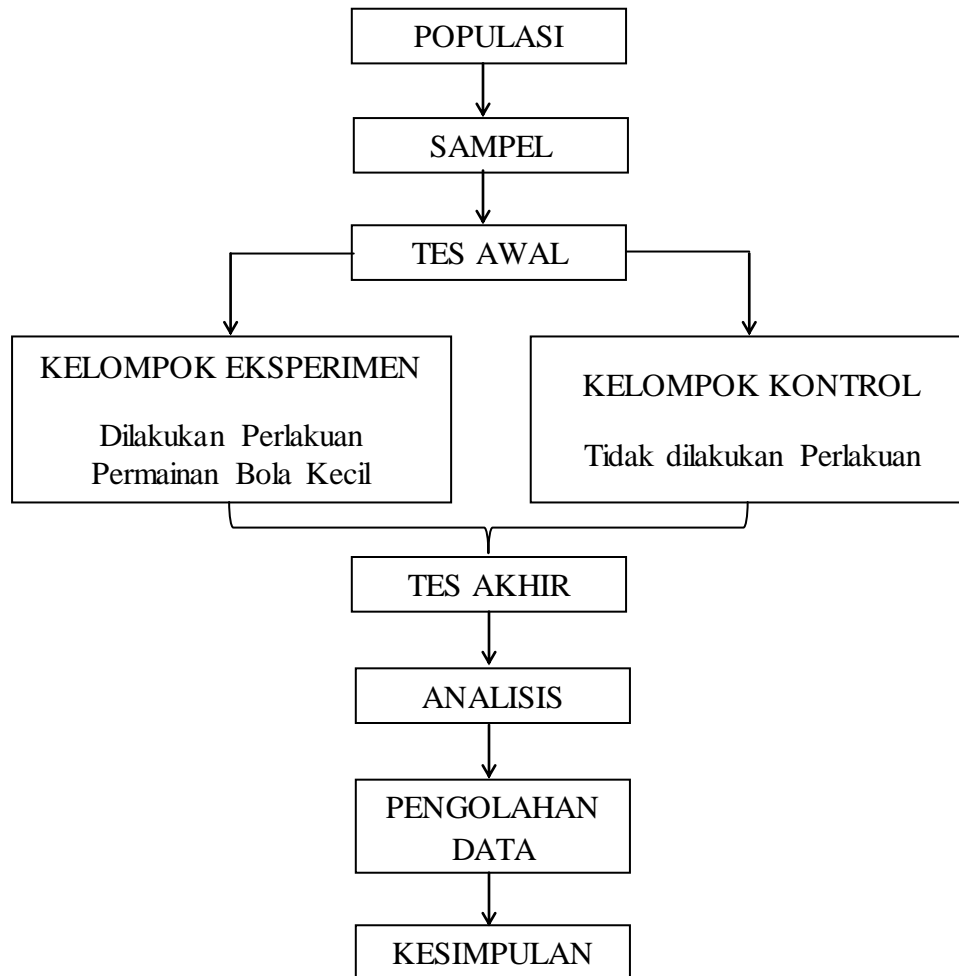 POPULASI
SAMPEL
TES AWAL
KELOMPOK EKSPERIMEN
Dilakukan Perlakuan
Permainan Bola Kecil
KELOMPOK KONTROL
Tidak dilakukan Perlakuan
TES AKHIR
ANALISIS
PENGOLAHAN
DATA
KESIMPULAN